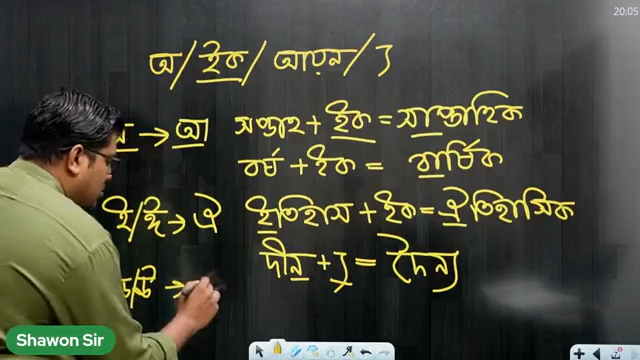 20:05
অ/ইক/আয়ন/্য
→ আ সপ্তাহ + ইক = সাপ্তাহিক
বর্ষ + ইক = বার্ষিক
ই/ঈ → ঐ ইতিহাস + ইক = ঐতিহাসিক
দীন + ্য = দৈন্য
→
Shawon Sir